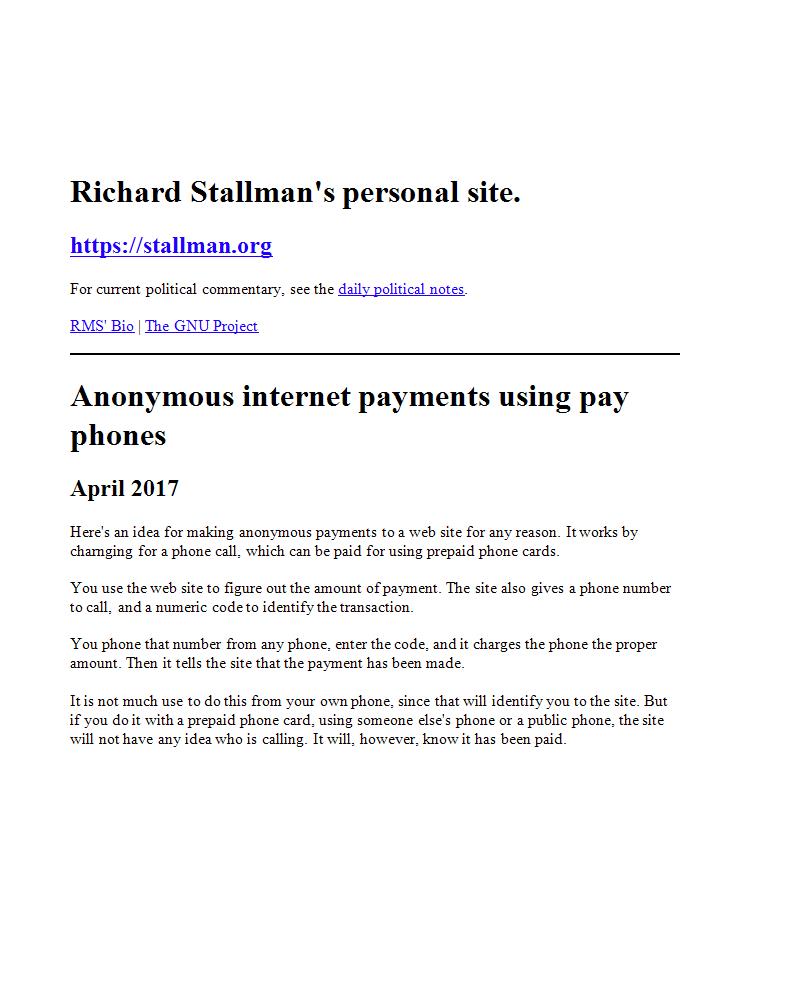 Richard Stallman's personal site.
https://stallman.org
For current political commentary, see the daily political notes.
RMS' Bio | The GNU Project
Anonymous internet payments using pay
phones
April 2017
Here's an idea for making anonymous payments to a web site for any reason. It works by
charnging for a phone call, which can be paid for using prepaid phone cards.
You use the web site to figure out the amount of payment. The site also gives a phone number
to call, and a numeric code to identify the transaction.
You phone that number from any phone, enter the code, and it charges the phone the proper
amount. Then it tells the site that the payment has been made.
It is not much use to do this from your own phone, since that will identify you to the site. But
if you do it with a prepaid phone card, using someone else's phone or a public phone, the site
will not have any idea who is calling. It will, however, know it has been paid.